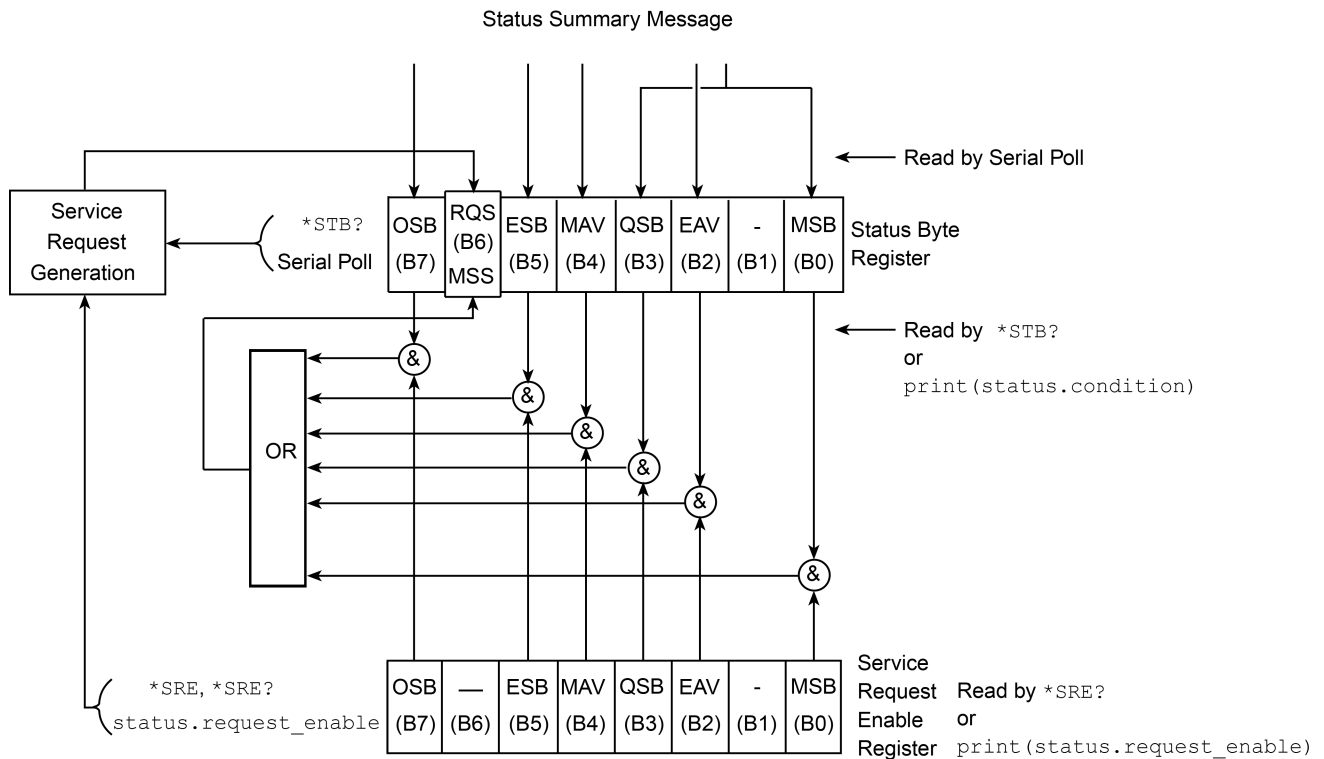 Status Summary Message
Read by Serial Poll
Service
Request
Generation
*STB?
Serial Poll
OSB
(B7)
RQS
(B6)
MSS
ESB
(B5)
MAV
(B4)
QSB
(B3)
EAV
(B2)
-
(B1)
MSB
(B0)
Status Byte
Register
Read by *STB?
or
print(status.condition)
&
&
&
&
&
&
OR
*SRE, *SRE?
status.request_enable
OSB
(B7)
—
(B6)
ESB
(B5)
MAV
(B4)
QSB
(B3)
EAV
(B2)
-
(B1)
MSB
(B0)
Service
Request
Enable
Register
Read by *SRE?
or
print(status.request_enable)